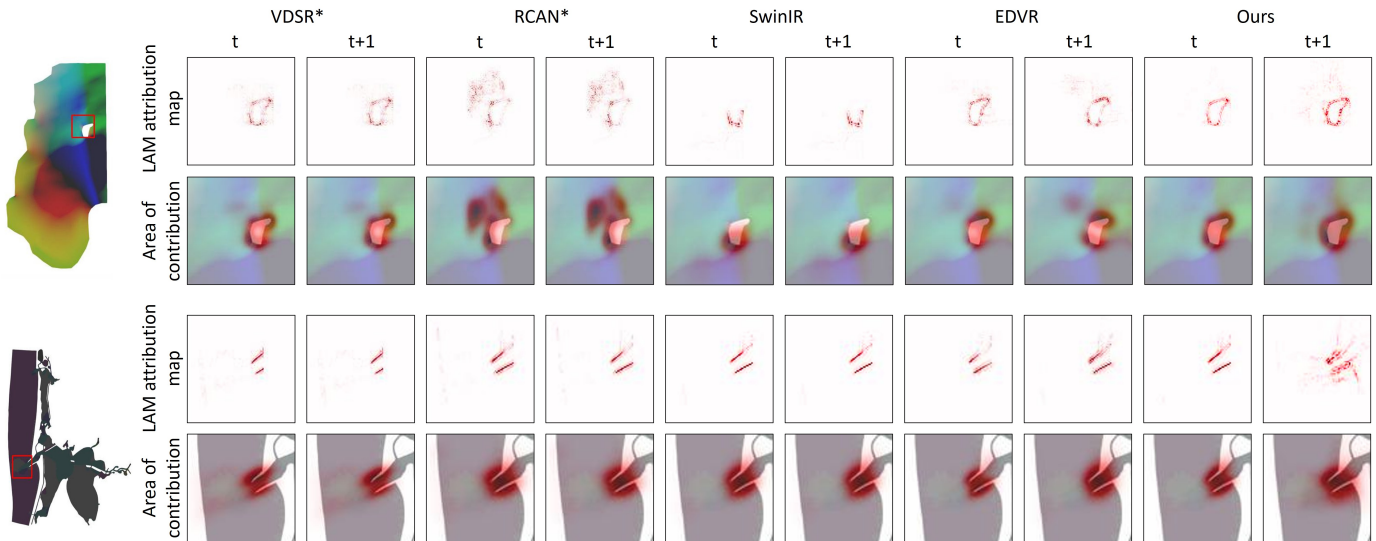 VDSR* RCAN* SwinIR EDVR Ours
t t+1 t t+1 t t+1 t t+1 t t+1
LAM attribution
map
Area of
contribution
LAM attribution
map
Area of
contribution